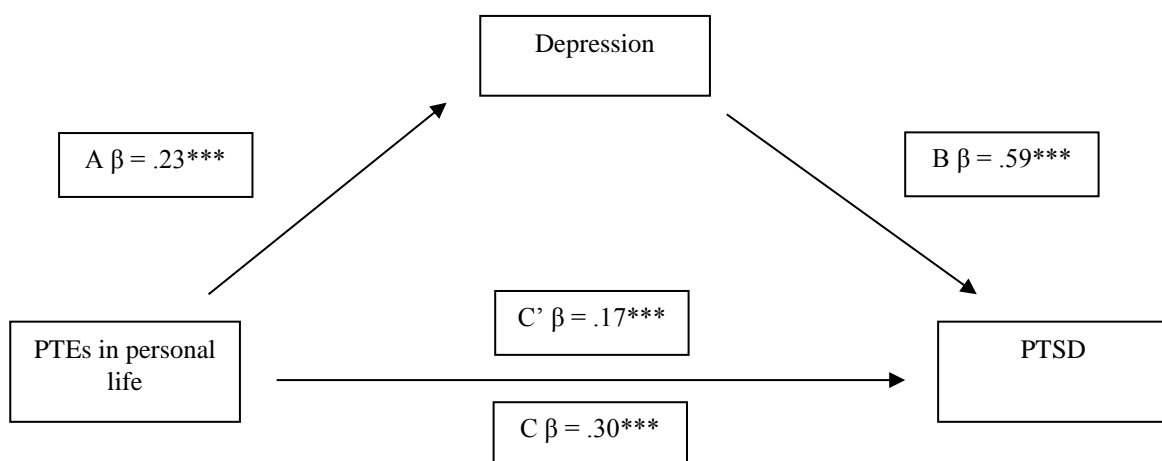 Depression
A β = .23***
B β = .59***
C’ β = .17***
PTEs in personal
life
PTSD
C β = .30***